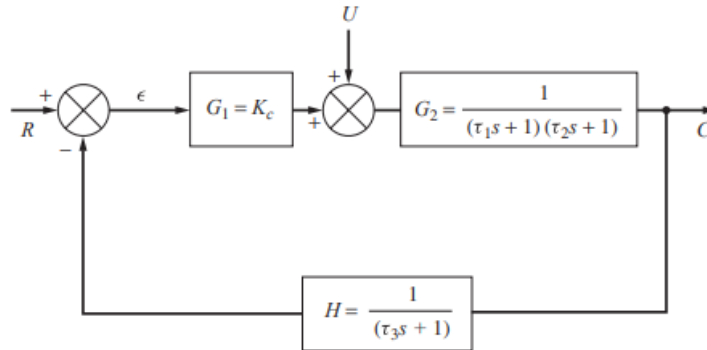 U
+
+
ϵ
G₁ = K_c
+
G₂ = 1 / (τ₁s + 1) (τ₂s + 1)
R
−
C
H = 1 / (τ₃s + 1)